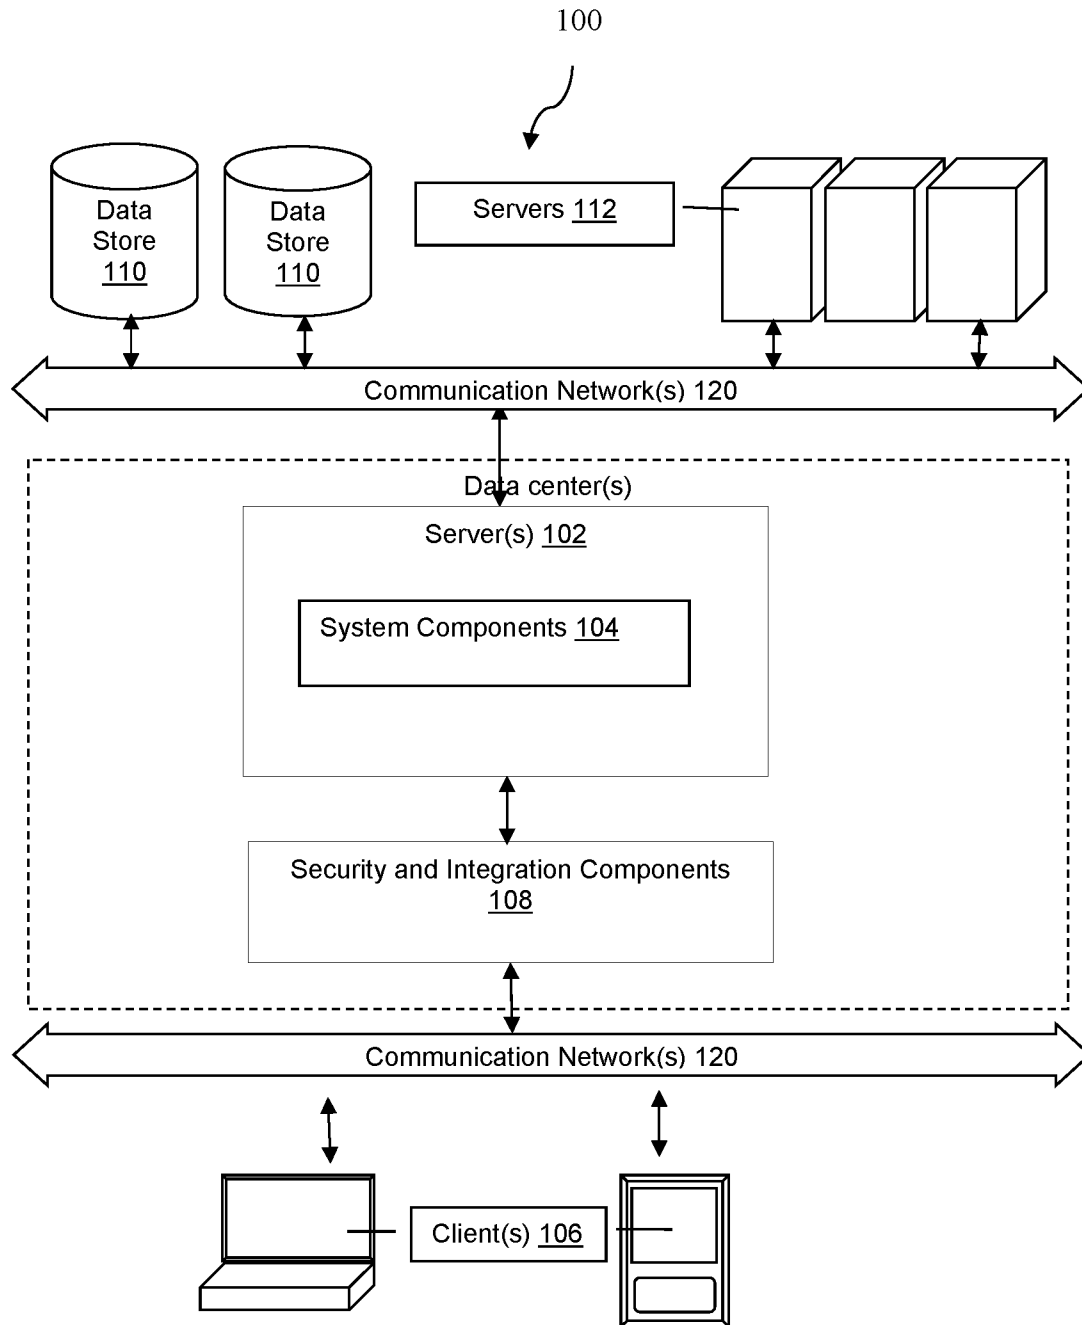 100
Data
Store
110
Data
Store
110
Servers 112
Communication Network(s) 120
Data center(s)
Server(s) 102
System Components 104
Security and Integration Components
108
Communication Network(s) 120
Client(s) 106